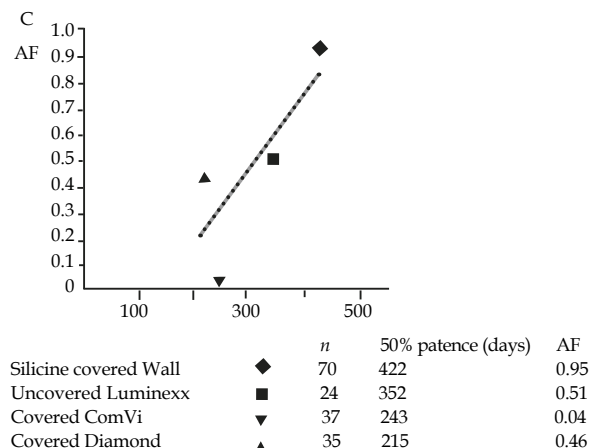 C
AF
1.0
0.9
0.8
0.7
0.6
0.5
0.4
0.3
0.2
0.1
0
100 300 500
n 50% patence (days) AF
Silicine covered Wall ◆ 70 422 0.95
Uncovered Luminexx ■ 24 352 0.51
Covered ComVi ▼ 37 243 0.04
Covered Diamond ▲ 35 215 0.46